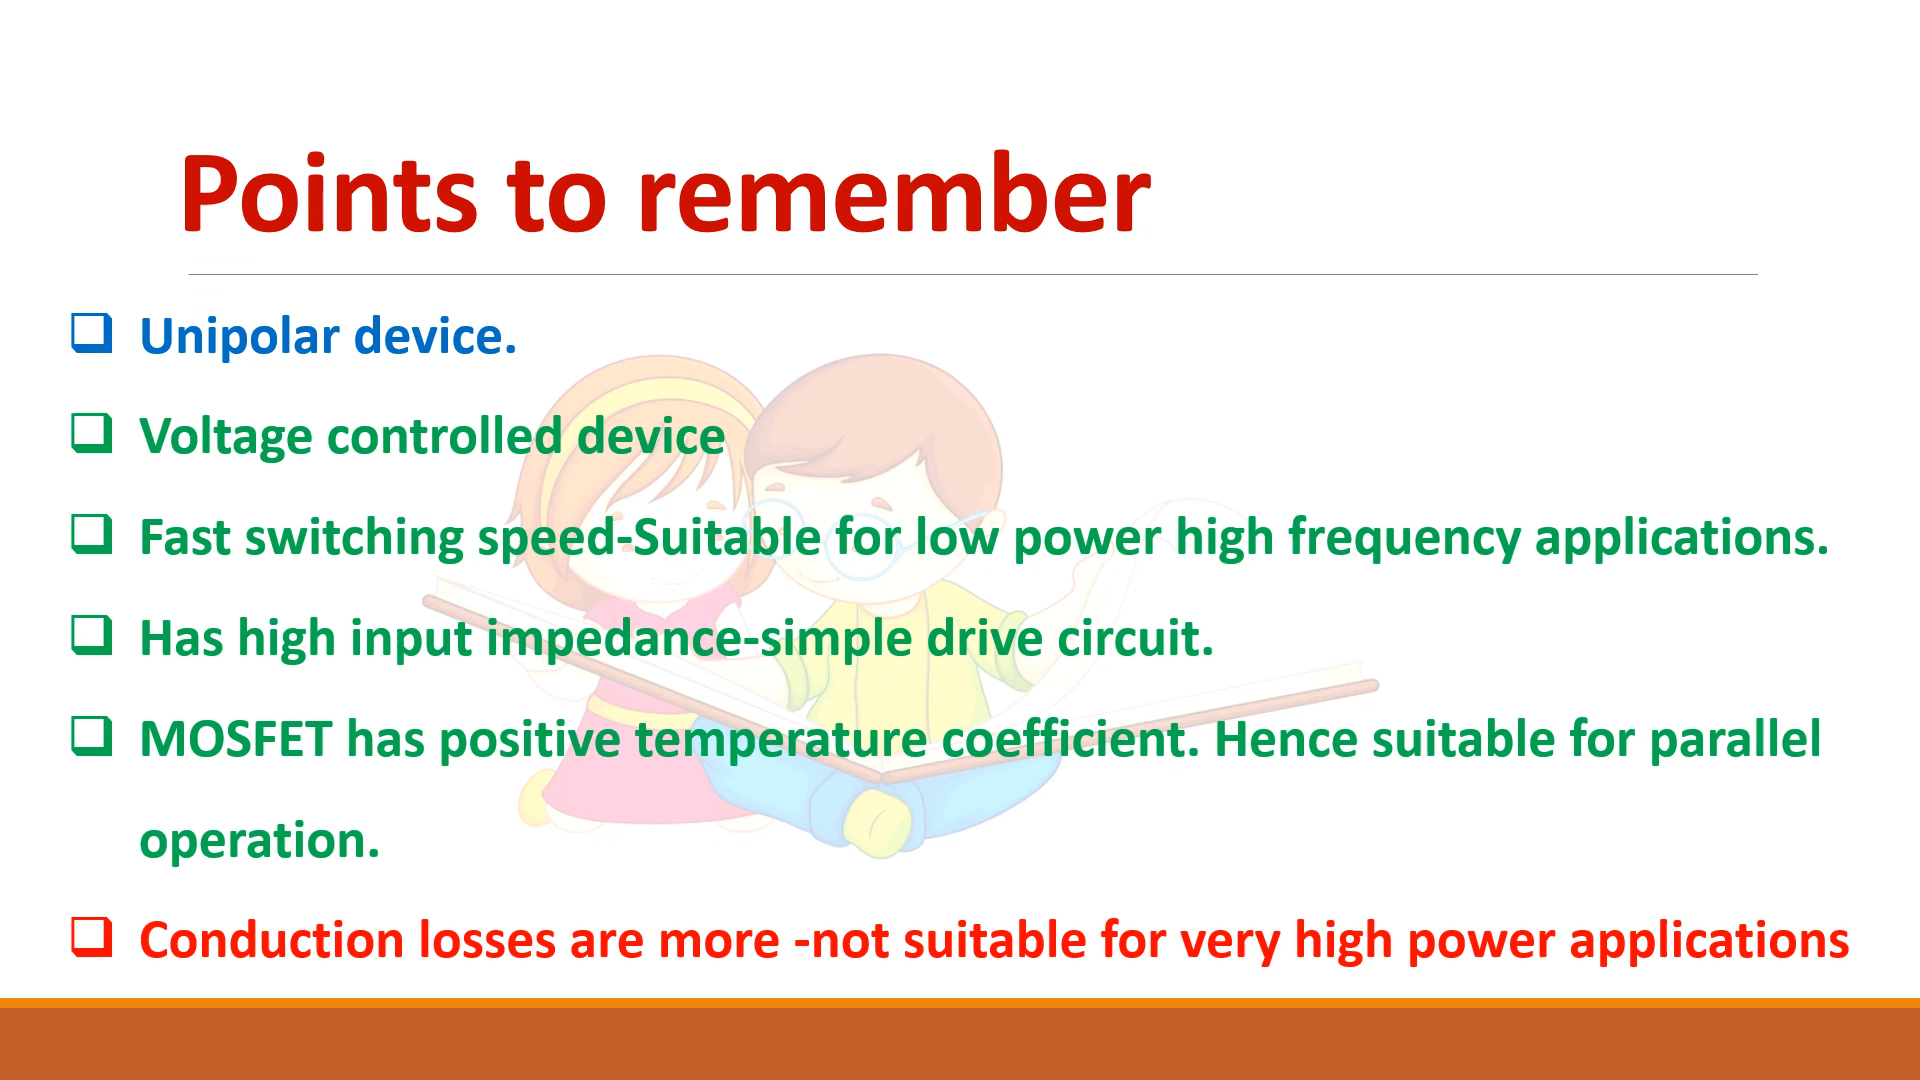 Points to remember
❑ Unipolar device.
❑ Voltage controlled device
❑ Fast switching speed-Suitable for low power high frequency applications.
❑ Has high input impedance-simple drive circuit.
❑ MOSFET has positive temperature coefficient. Hence suitable for parallel
operation.
❑ Conduction losses are more -not suitable for very high power applications